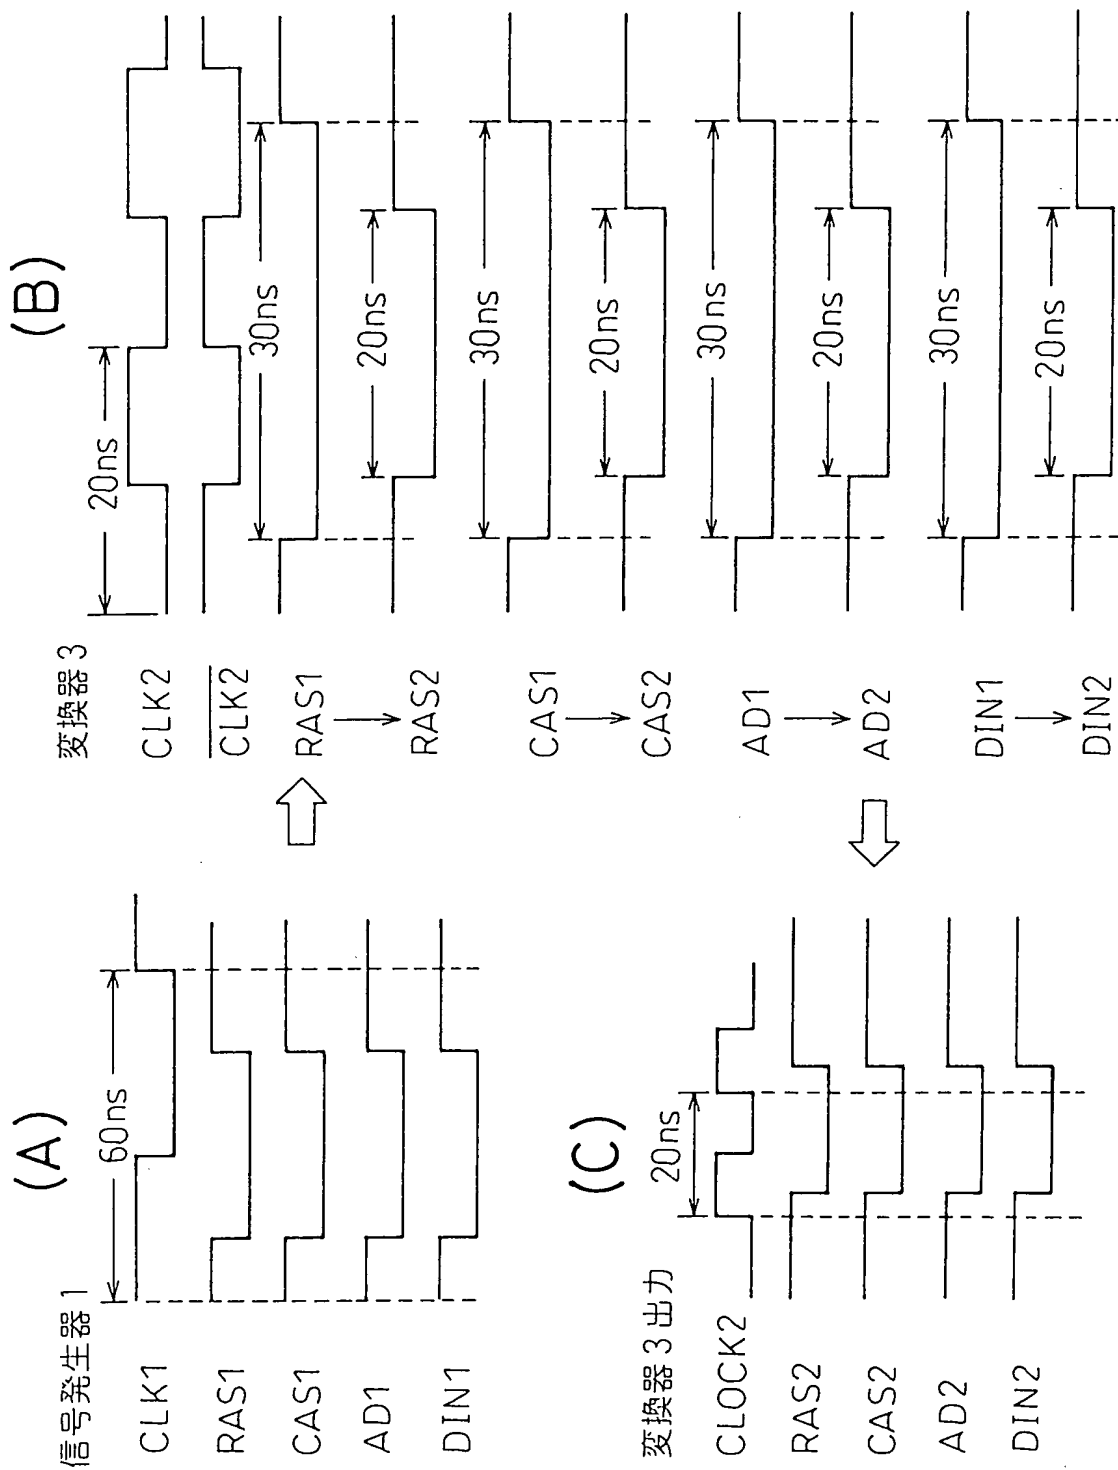 (A)
信号発生器1
60ns
CLK1
RAS1
CAS1
AD1
DIN1
(B)
変換器3
20ns
CLK2
C̅L̅K̅2̅
30ns
RAS1
20ns
RAS2
30ns
CAS1
20ns
CAS2
30ns
AD1
20ns
AD2
30ns
DIN1
20ns
DIN2
(C)
変換器3出力
20ns
CLOCK2
RAS2
CAS2
AD2
DIN2